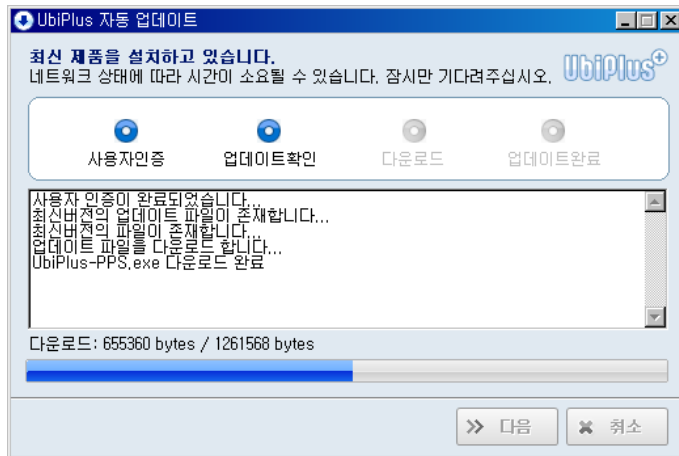 UbiPlus 자동 업데이트
최신 제품을 설치하고 있습니다.
네트워크 상태에 따라 시간이 소요될 수 있습니다. 잠시만 기다려주십시오.
UbiPlus+
사용자인증 업데이트확인 다운로드 업데이트완료
사용자 인증이 완료되었습니다...
최신버전의 업데이트 파일이 존재합니다...
최신버전의 파일이 존재합니다...
업데이트 파일를 다운로드 합니다...
UbiPlus-PPS.exe 다운로드 완료
다운로드: 655360 bytes / 1261568 bytes
다음 취소